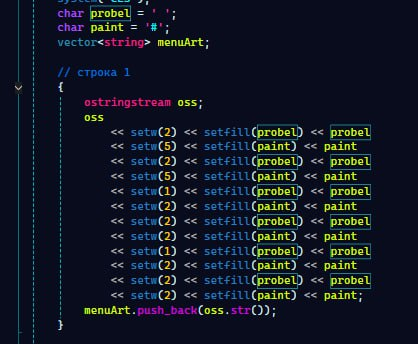 system("CLS");
char probel = ' ';
char paint = '#';
vector<string> menuArt;
// строка 1
{
ostringstream oss;
oss
<< setw(2) << setfill(probel) << probel
<< setw(5) << setfill(paint) << paint
<< setw(2) << setfill(probel) << probel
<< setw(5) << setfill(paint) << paint
<< setw(1) << setfill(probel) << probel
<< setw(2) << setfill(paint) << paint
<< setw(2) << setfill(probel) << probel
<< setw(2) << setfill(paint) << paint
<< setw(1) << setfill(probel) << probel
<< setw(2) << setfill(paint) << paint
<< setw(2) << setfill(probel) << probel
<< setw(2) << setfill(paint) << paint;
menuArt.push_back(oss.str());
}